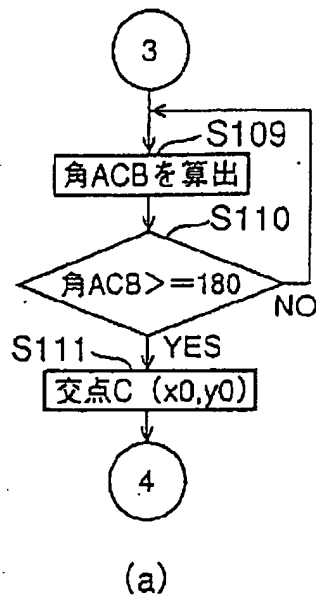 3
S109
角ACBを算出
S110
角ACB>=180
NO
S111
YES
交点C (x0,y0)
4
(a)